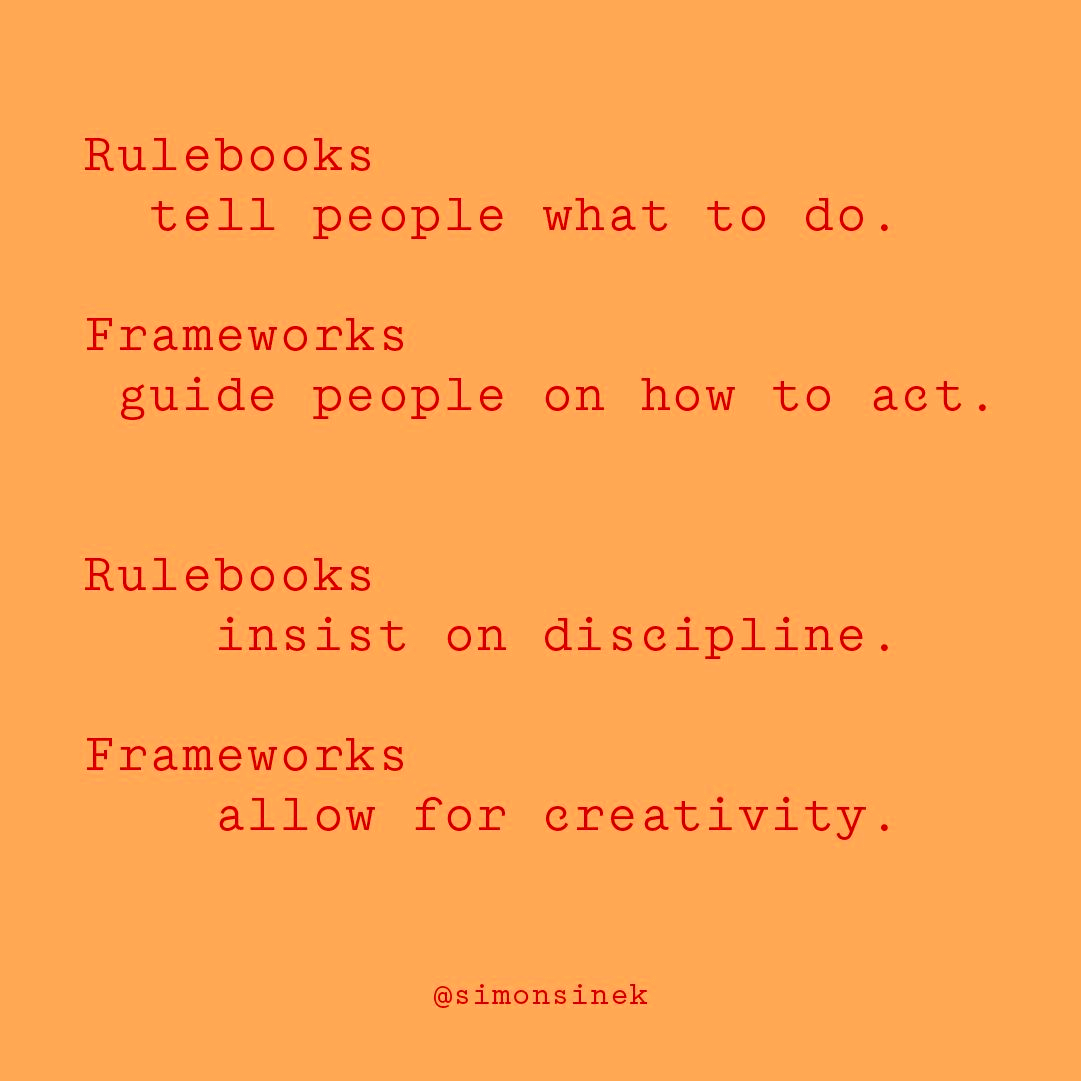 Rulebooks
tell people what to do.
Frameworks
guide people on how to act.
Rulebooks
insist on discipline.
Frameworks
allow for creativity.
@simonsinek